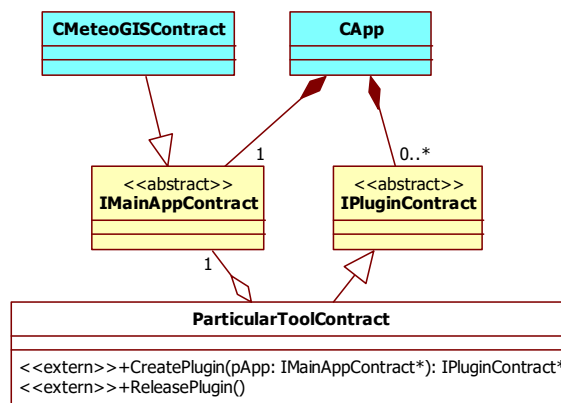 CMeteoGISContract
CApp
1
0..*
<<abstract>>
IMainAppContract
<<abstract>>
IPluginContract
1
ParticularToolContract
<<extern>>+CreatePlugin(pApp: IMainAppContract*): IPluginContract*
<<extern>>+ReleasePlugin()